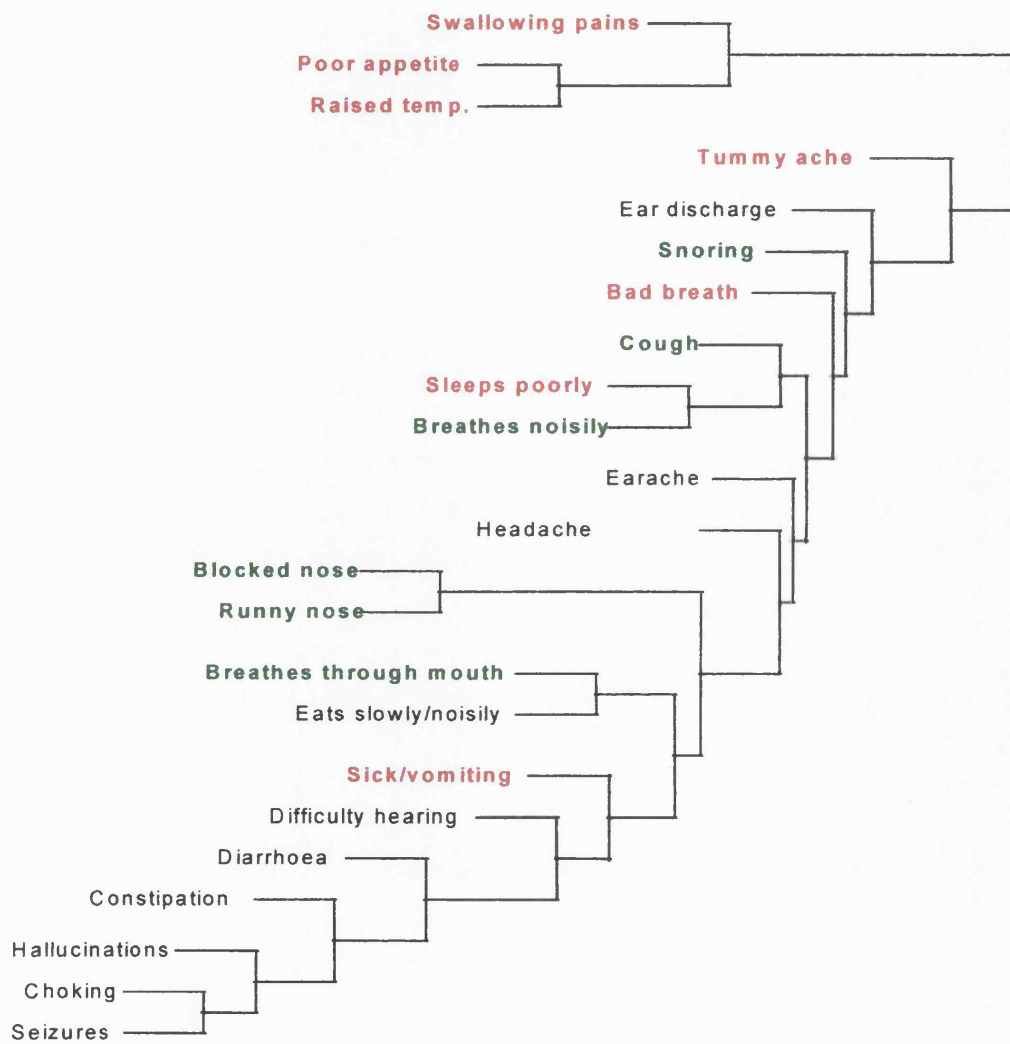 Swallowing pains
Poor appetite
Raised temp.
Tummy ache
Ear discharge
Snoring
Bad breath
Cough
Sleeps poorly
Breathes noisily
Earache
Headache
Blocked nose
Runny nose
Breathes through mouth
Eats slowly/noisily
Sick/vomiting
Difficulty hearing
Diarrhoea
Constipation
Hallucinations
Choking
Seizures